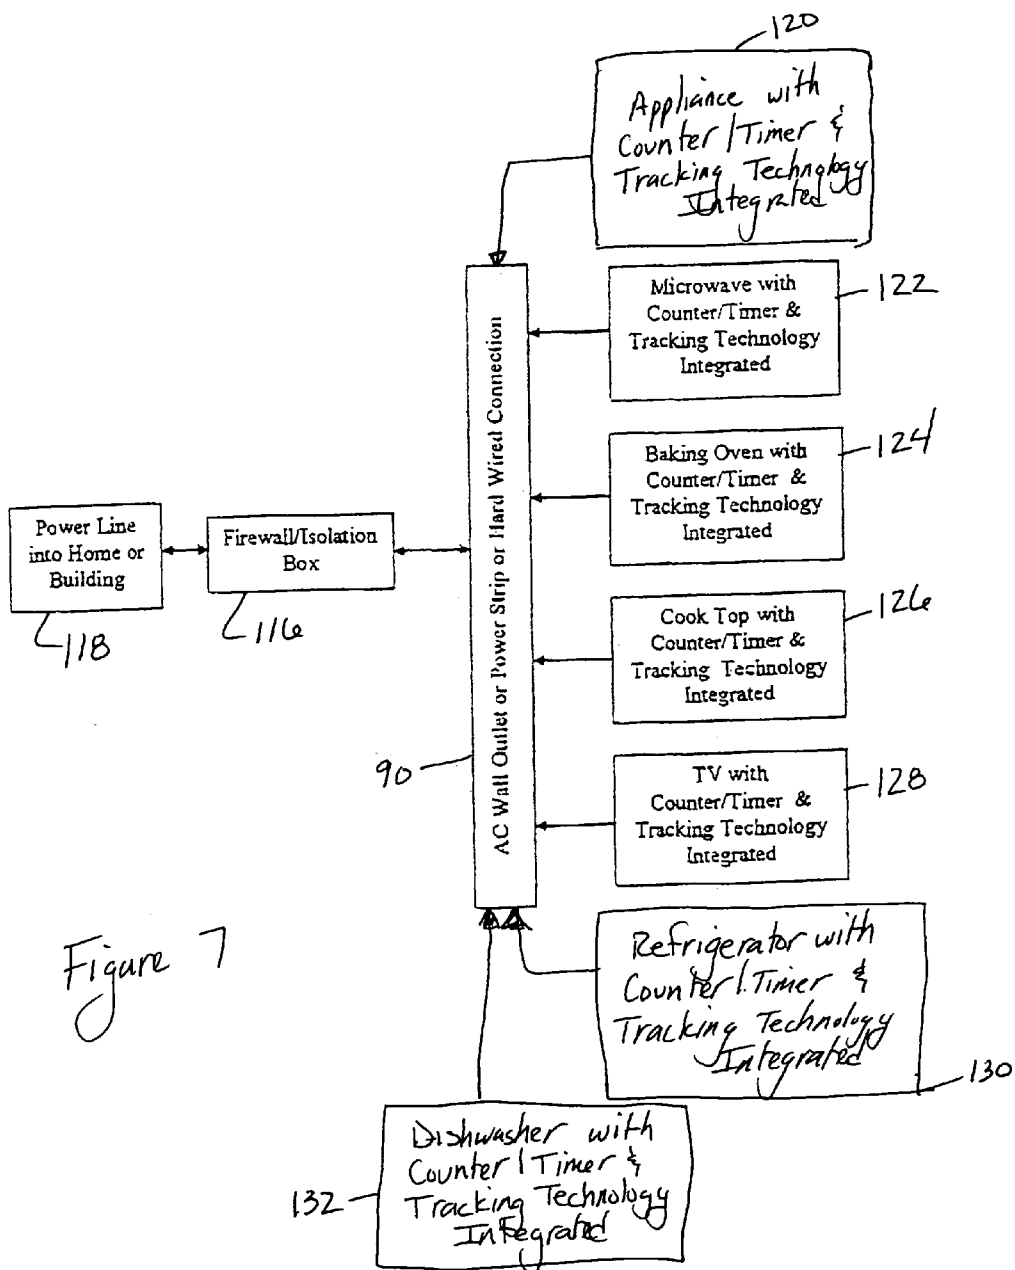 120
Appliance with
Counter/Timer &
Tracking Technology
Integrated
Microwave with
Counter/Timer &
Tracking Technology
Integrated
122
Baking Oven with
Counter/Timer &
Tracking Technology
Integrated
124
Power Line
into Home or
Building
118
Firewall/Isolation
Box
116
AC Wall Outlet or Power Strip or Hard Wired Connection
90
Cook Top with
Counter/Timer &
Tracking Technology
Integrated
126
TV with
Counter/Timer &
Tracking Technology
Integrated
128
Figure 7
Refrigerator with
Counter/Timer &
Tracking Technology
Integrated
130
Dishwasher with
Counter/Timer &
Tracking Technology
Integrated
132